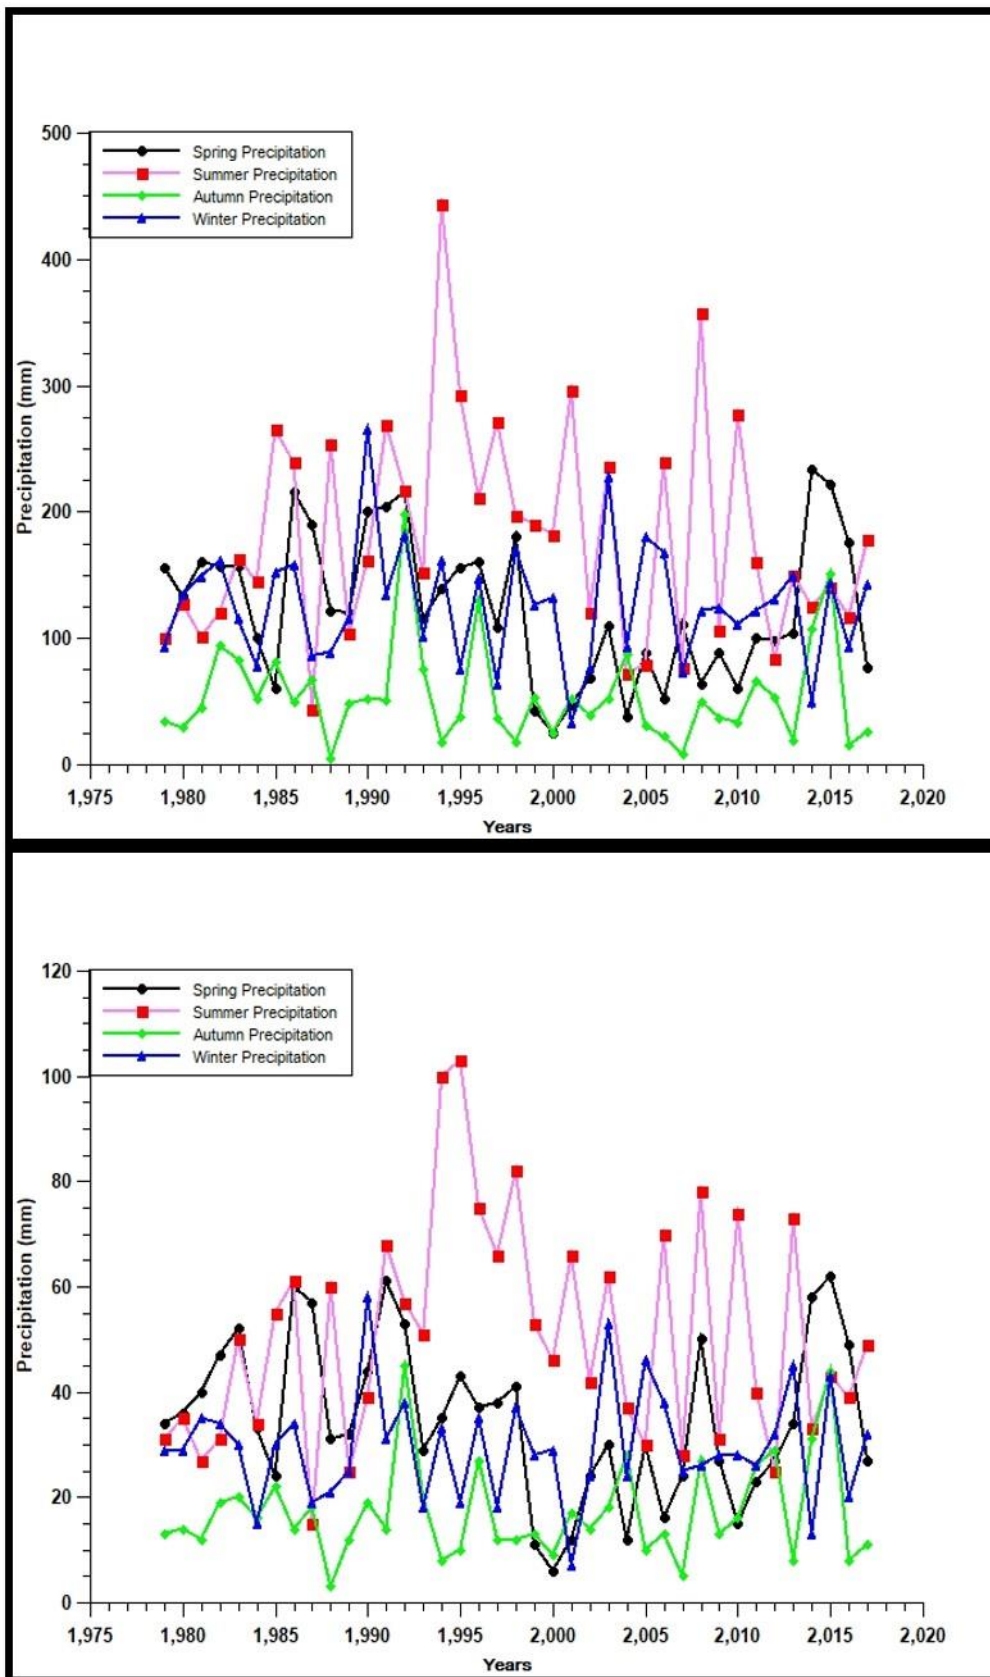 500
400
300
200
100
0
Precipitation (mm)
Spring Precipitation
Summer Precipitation
Autumn Precipitation
Winter Precipitation
1,975 1,980 1,985 1,990 1,995 2,000 2,005 2,010 2,015 2,020
Years
120
100
80
60
40
20
0
Precipitation (mm)
Spring Precipitation
Summer Precipitation
Autumn Precipitation
Winter Precipitation
1,975 1,980 1,985 1,990 1,995 2,000 2,005 2,010 2,015 2,020
Years